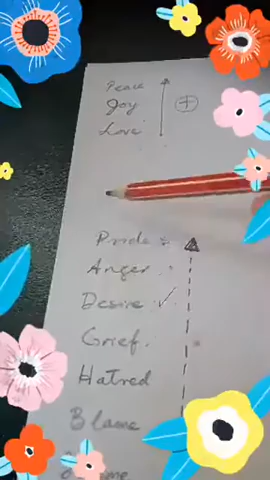 Peace
Joy +
Love
Pride :
Anger :
Desire : ✓
Grief.
Hatred
Blame